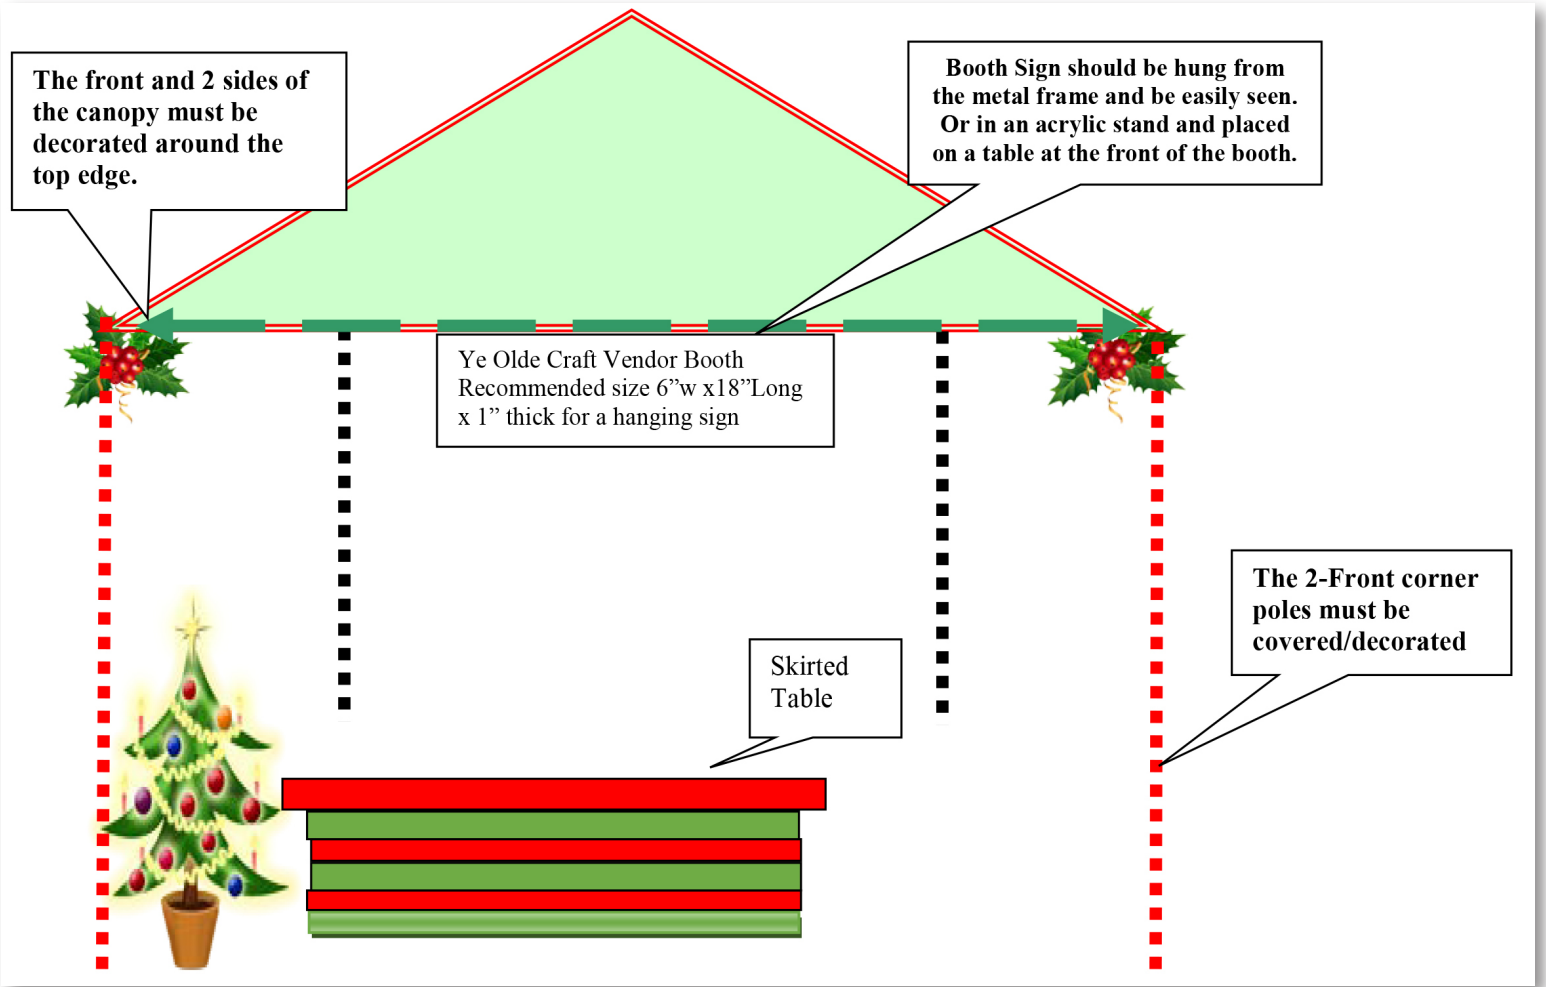 The front and 2 sides of
the canopy must be
decorated around the
top edge.
Booth Sign should be hung from
the metal frame and be easily seen.
Or in an acrylic stand and placed
on a table at the front of the booth.
Ye Olde Craft Vendor Booth
Recommended size 6”w x18”Long
x 1” thick for a hanging sign
The 2-Front corner
poles must be
covered/decorated
Skirted
Table